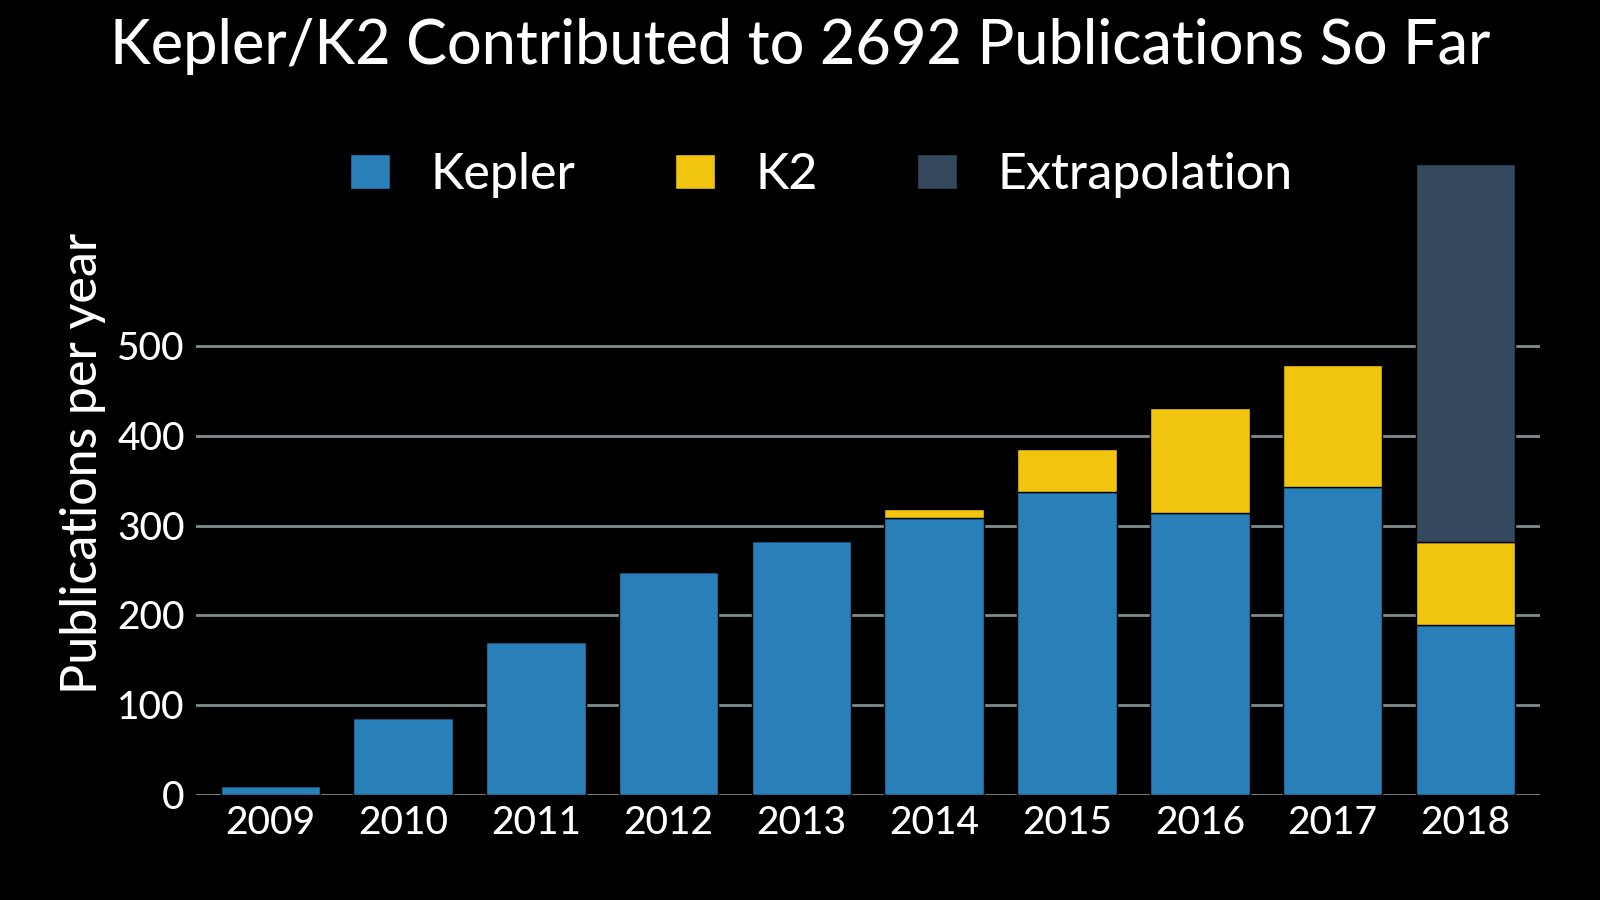 Kepler/K2 Contributed to 2692 Publications So Far
Kepler K2 Extrapolation
Publications per year
500
400
300
200
100
0
2009 2010 2011 2012 2013 2014 2015 2016 2017 2018